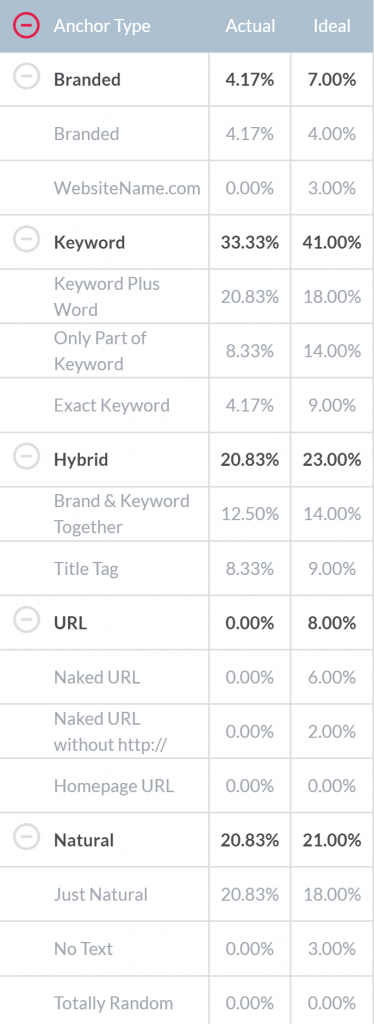 Anchor Type Actual Ideal
Branded 4.17% 7.00%
Branded 4.17% 4.00%
WebsiteName.com 0.00% 3.00%
Keyword 33.33% 41.00%
Keyword Plus
Word 20.83% 18.00%
Only Part of
Keyword 8.33% 14.00%
Exact Keyword 4.17% 9.00%
Hybrid 20.83% 23.00%
Brand & Keyword
Together 12.50% 14.00%
Title Tag 8.33% 9.00%
URL 0.00% 8.00%
Naked URL 0.00% 6.00%
Naked URL
without http:// 0.00% 2.00%
Homepage URL 0.00% 0.00%
Natural 20.83% 21.00%
Just Natural 20.83% 18.00%
No Text 0.00% 3.00%
Totally Random 0.00% 0.00%